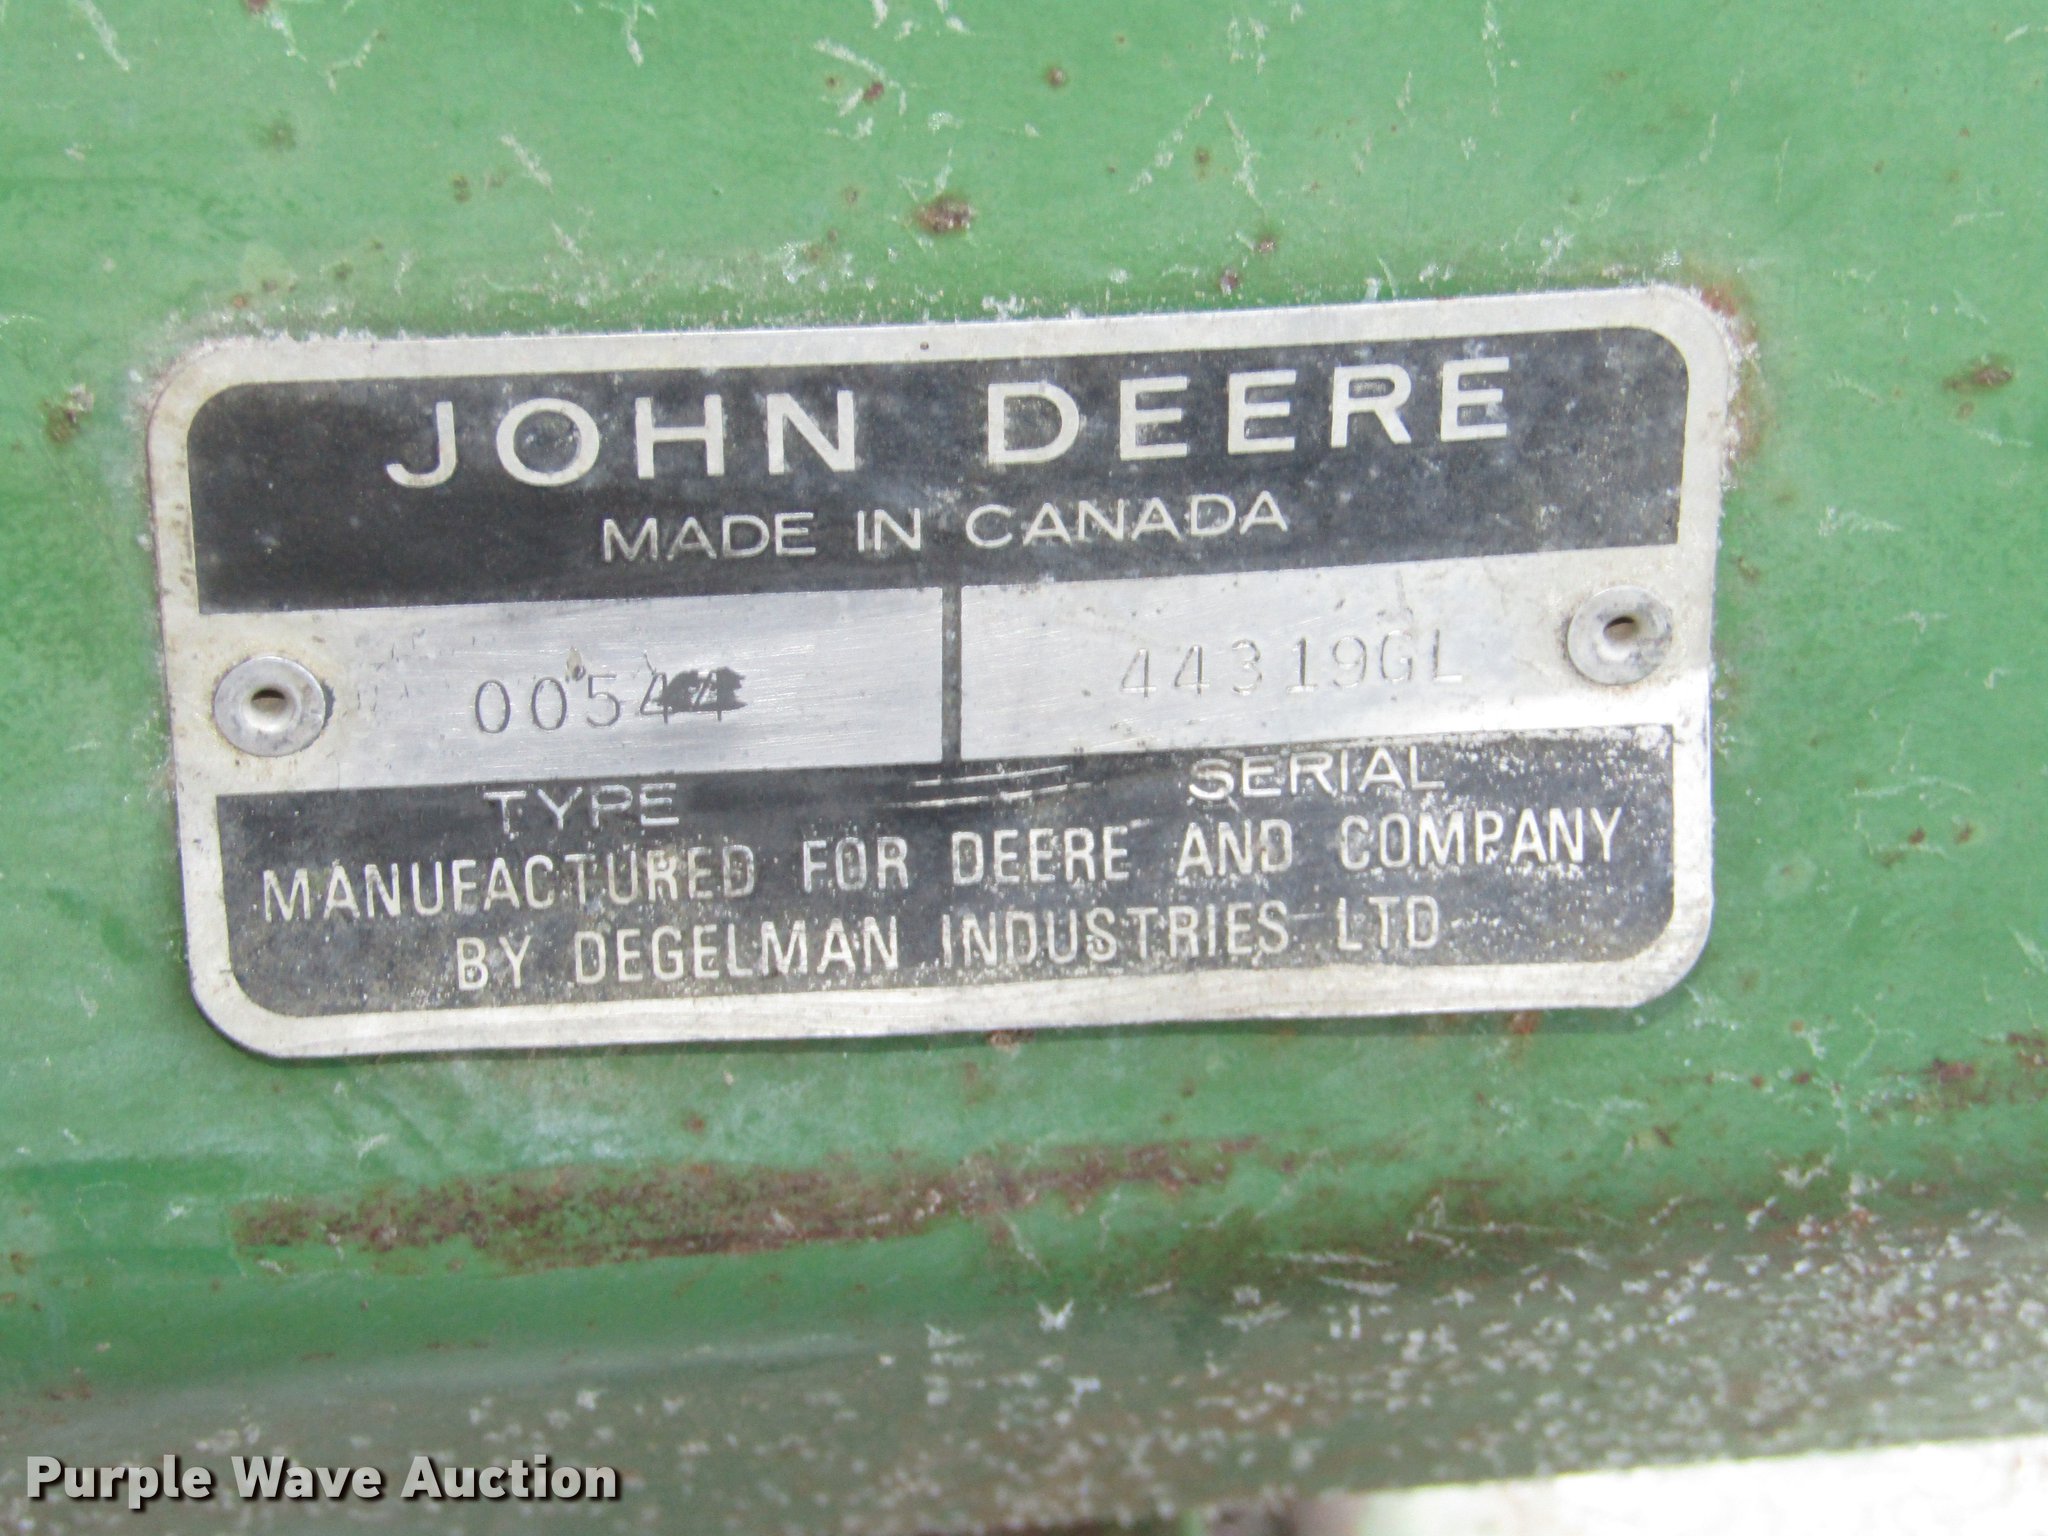 JOHN DEERE
MADE IN CANADA
00544 44319GL
TYPE SERIAL
MANUFACTURED FOR DEERE AND COMPANY
BY DEGELMAN INDUSTRIES LTD
Purple Wave Auction